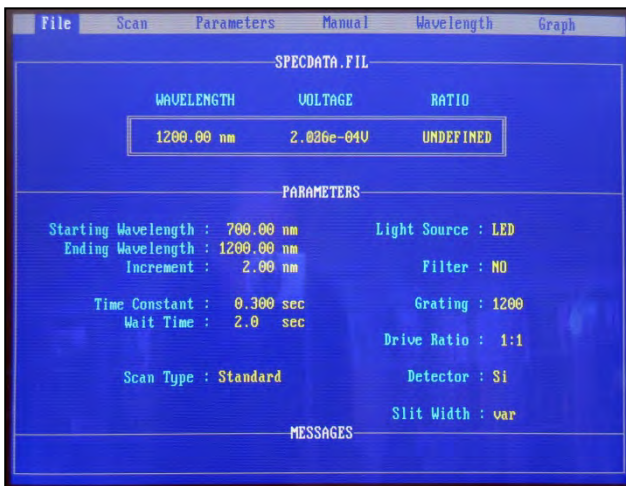 File Scan Parameters Manual Wavelength Graph
SPECDATA.FIL
WAVELENGTH VOLTAGE RATIO
1200.00 nm 2.026e-04V UNDEFINED
PARAMETERS
Starting Wavelength : 700.00 nm Light Source : LED
Ending Wavelength : 1200.00 nm
Increment : 2.00 nm Filter : NO
Time Constant : 0.300 sec Grating : 1200
Wait Time : 2.0 sec
Drive Ratio : 1:1
Scan Type : Standard Detector : Si
Slit Width : var
MESSAGES